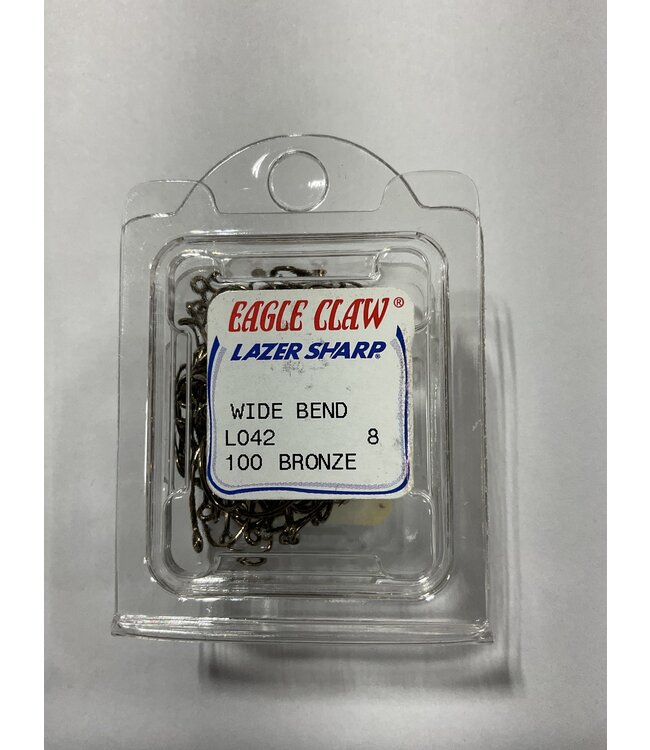 EAGLE CLAW®
LAZER SHARP®
WIDE BEND
L042 8
100 BRONZE